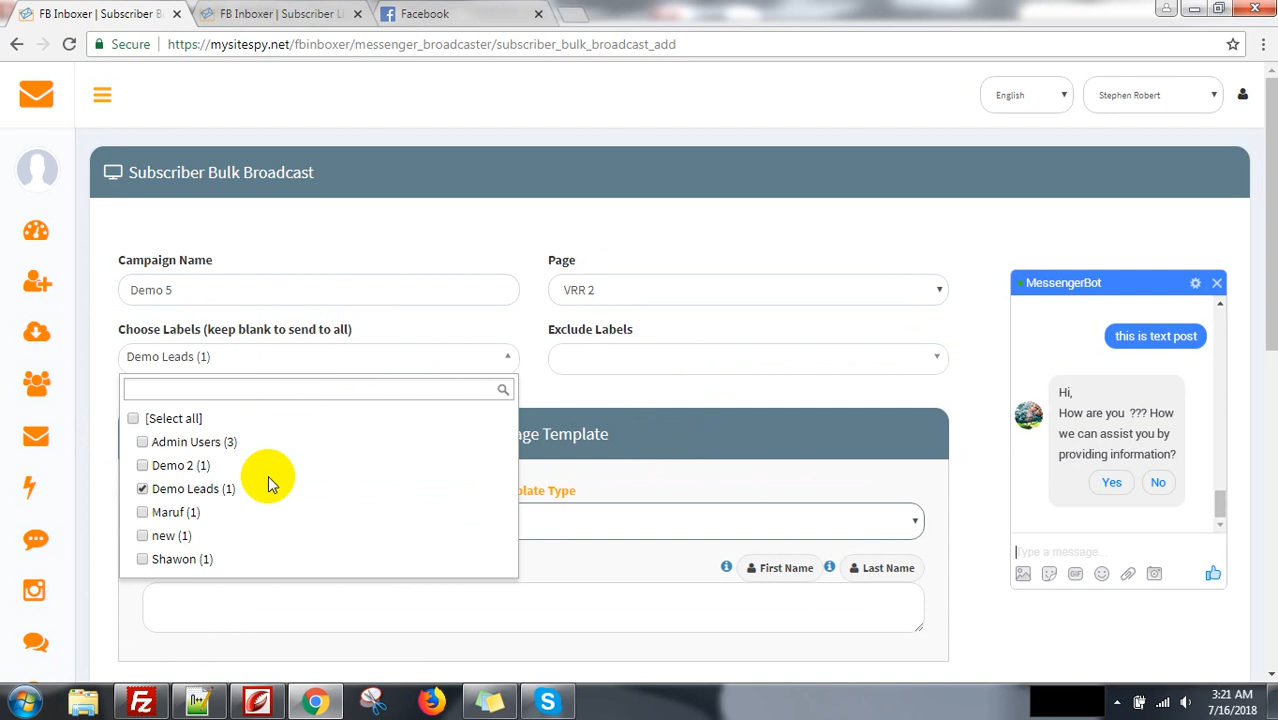 FB Inboxer | Subscriber B
FB Inboxer | Subscriber Li
Facebook
Secure
https://mysitespy.net/fbinboxer/messenger_broadcaster/subscriber_bulk_broadcast_add
English
Stephen Robert
Subscriber Bulk Broadcast
Campaign Name
Page
Demo 5
VRR 2
Choose Labels (keep blank to send to all)
Exclude Labels
Demo Leads (1)
[Select all]
Admin Users (3)
Demo 2 (1)
Demo Leads (1)
Maruf (1)
new (1)
Shawon (1)
age Template
plate Type
First Name
Last Name
MessengerBot
this is text post
Hi,
How are you ??? How
we can assist you by
providing information?
Yes
No
Type a message...
GIF
3:21 AM
7/16/2018